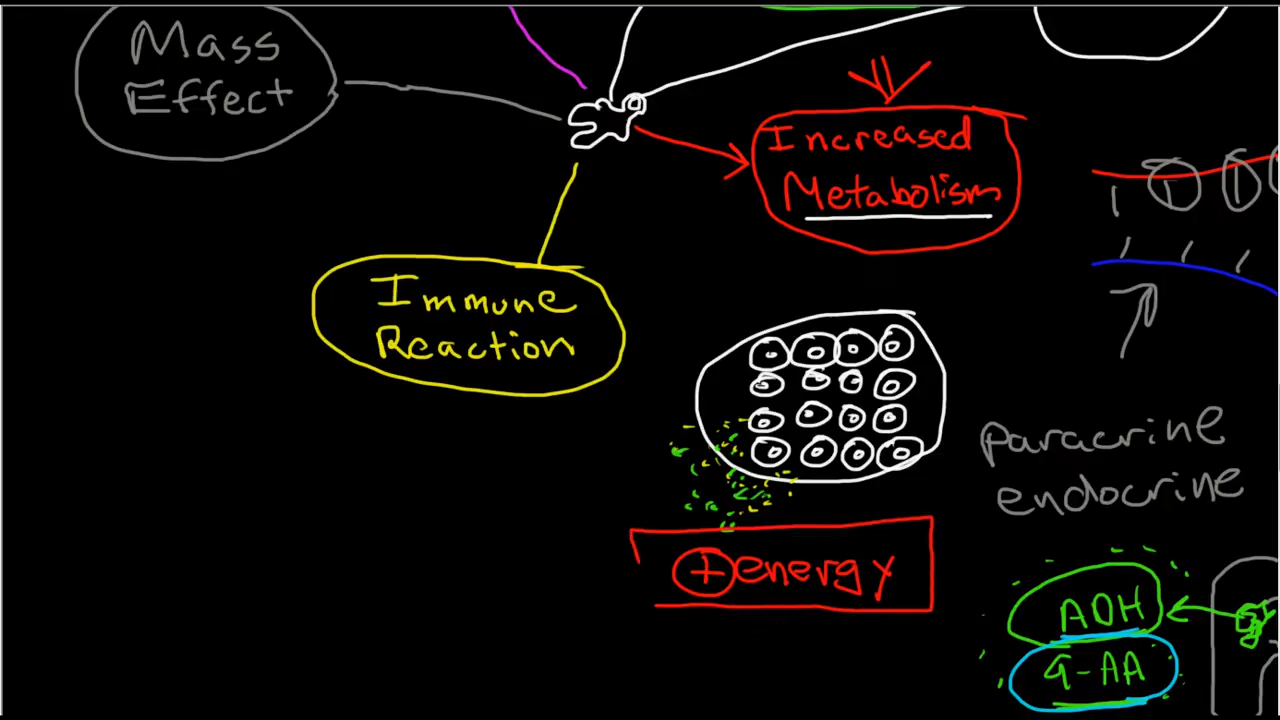 Mass
Effect
Increased
Metabolism
Immune
Reaction
paracrine
endocrine
+energy
ADH
9-AA